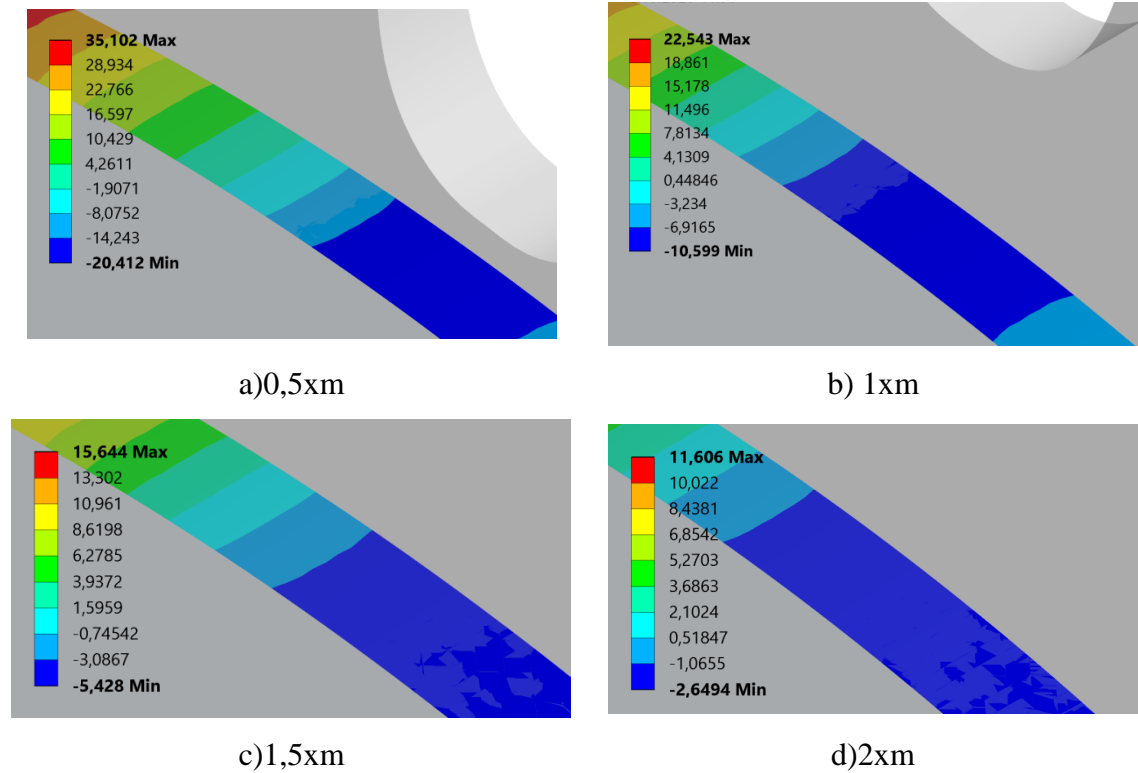 35,102 Max
28,934
22,766
16,597
10,429
4,2611
-1,9071
-8,0752
-14,243
-20,412 Min
a)0,5xm
22,543 Max
18,861
15,178
11,496
7,8134
4,1309
0,44846
-3,234
-6,9165
-10,599 Min
b) 1xm
15,644 Max
13,302
10,961
8,6198
6,2785
3,9372
1,5959
-0,74542
-3,0867
-5,428 Min
c)1,5xm
11,606 Max
10,022
8,4381
6,8542
5,2703
3,6863
2,1024
0,51847
-1,0655
-2,6494 Min
d)2xm